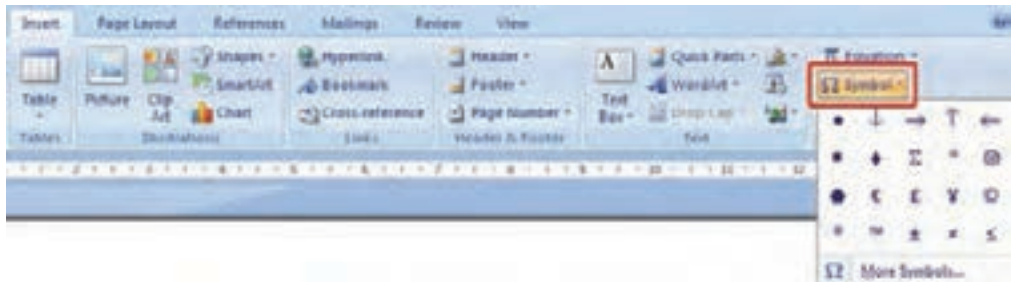 Insert Page Layout References Mailings Review View
Shapes Hyperlink Header Quick Parts Equation
SmartArt Bookmark Footer WordArt Symbol
Table Picture Clip Art Chart Cross-reference Page Number Text Box Drop Cap
Tables Illustrations Links Header & Footer Text
• ↓ → ↑ ←
Σ
€ £ ¥ ©
® ™ ± ≠ ≤
Ω More Symbols...